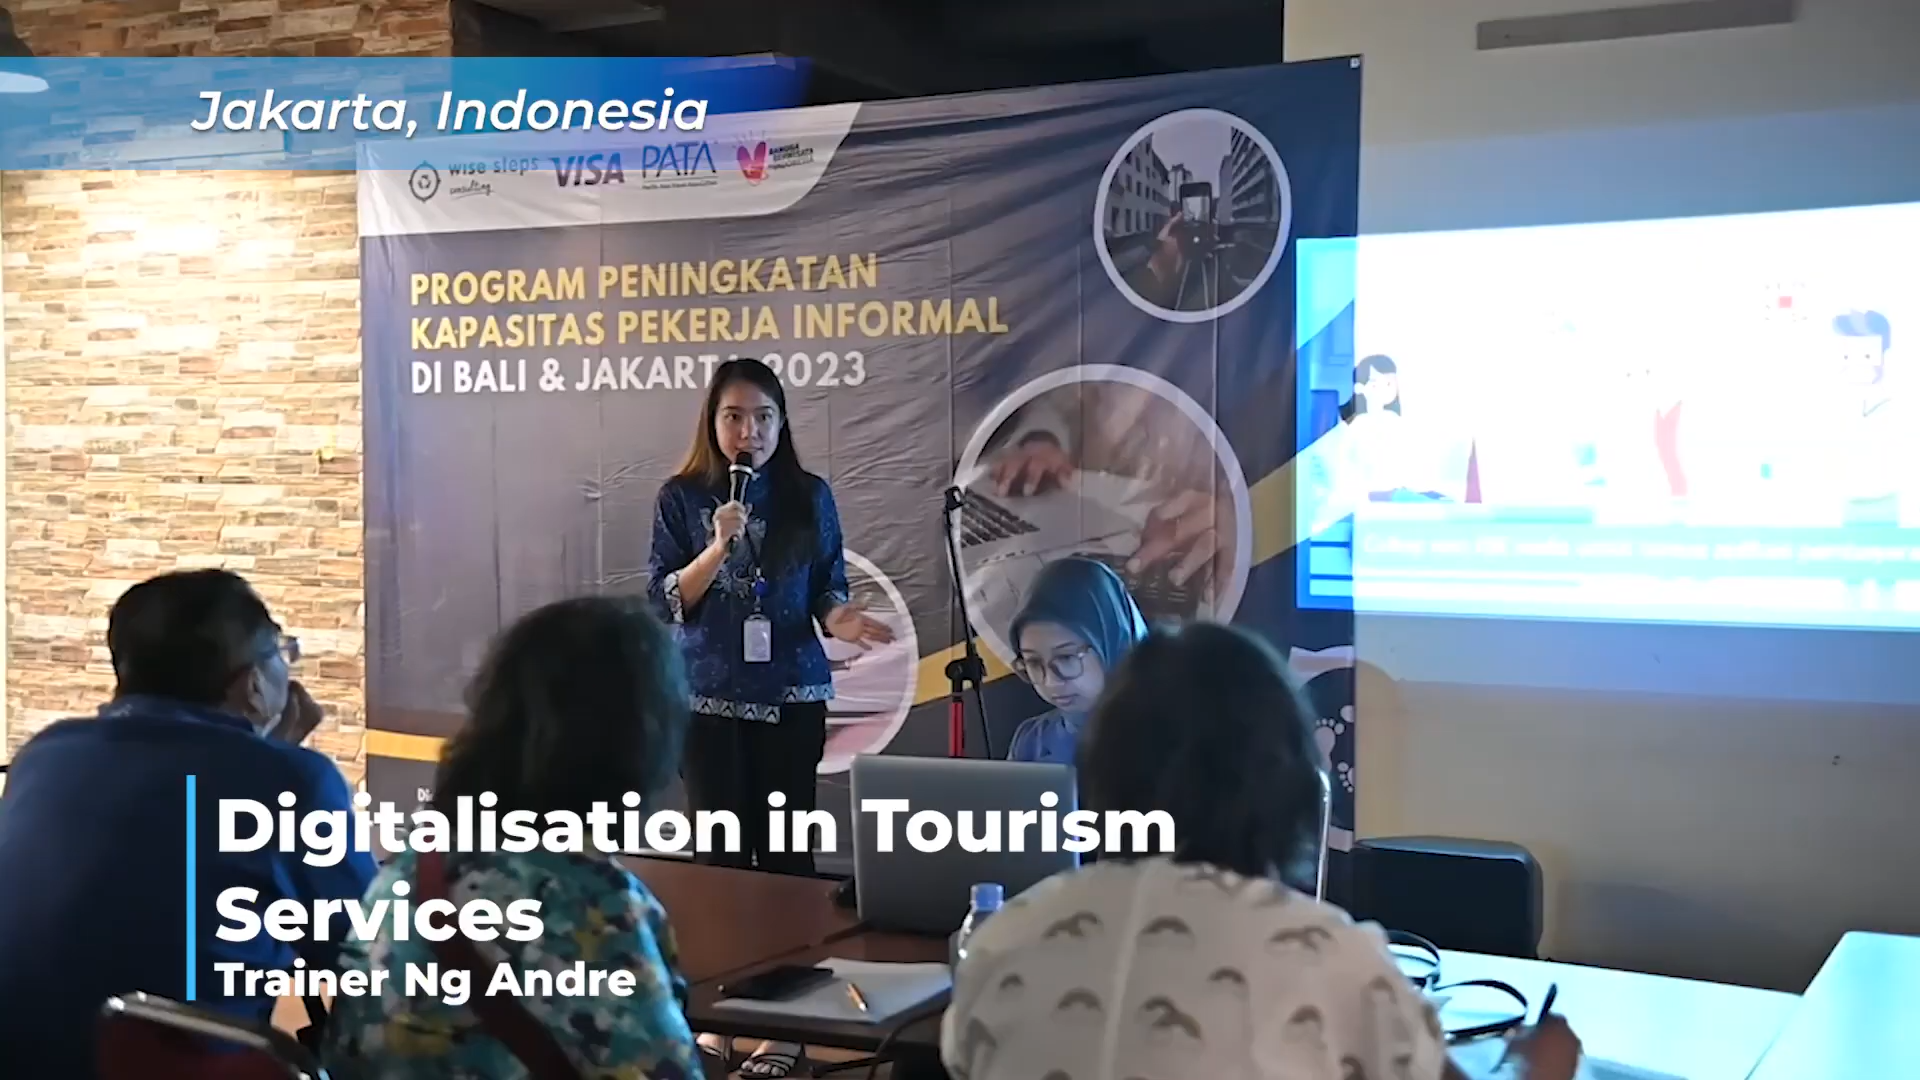 Jakarta, Indonesia
wise steps
consulting
VISA
PATA
PROGRAM PENINGKATAN
KAPASITAS PEKERJA INFORMAL
DI BALI & JAKARTA 2023
Digitalisation in Tourism
Services
Trainer Ng Andre